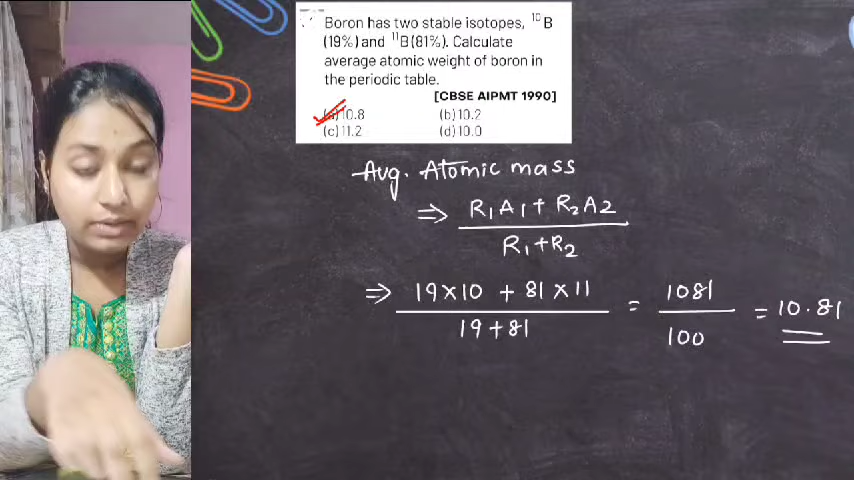 Boron has two stable isotopes, ¹⁰B
(19%) and ¹¹B(81%). Calculate
average atomic weight of boron in
the periodic table.
[CBSE AIPMT 1990]
(a) 10.8 (b) 10.2
(c) 11.2 (d) 10.0
Avg. Atomic mass
⇒ R₁A₁ + R₂A2 / R₁+R₂
⇒ 19×10 + 81×11 / 19+81 = 1081 / 100 = 10.81